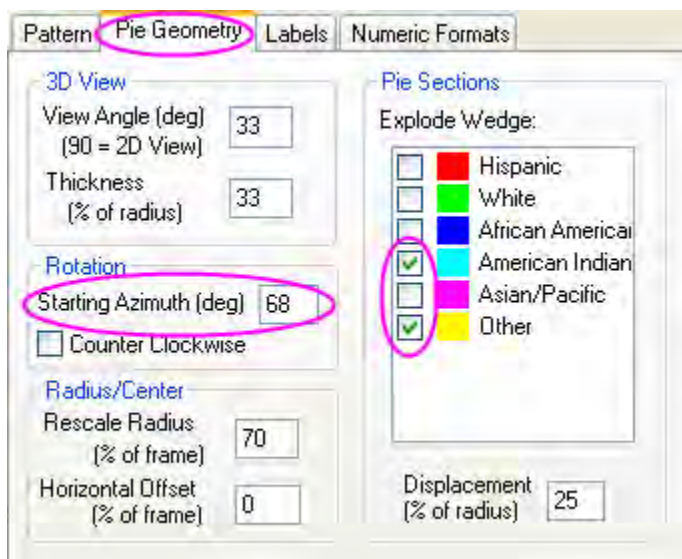 Pattern Pie Geometry Labels Numeric Formats
3D View
View Angle (deg) 33
(90 = 2D View)
Thickness 33
(% of radius)
Rotation
Starting Azimuth (deg) 68
Counter Clockwise
Radius/Center
Rescale Radius 70
(% of frame)
Horizontal Offset 0
(% of frame)
Pie Sections
Explode Wedge:
Hispanic
White
African American
American Indian
Asian/Pacific
Other
Displacement 25
(% of radius)